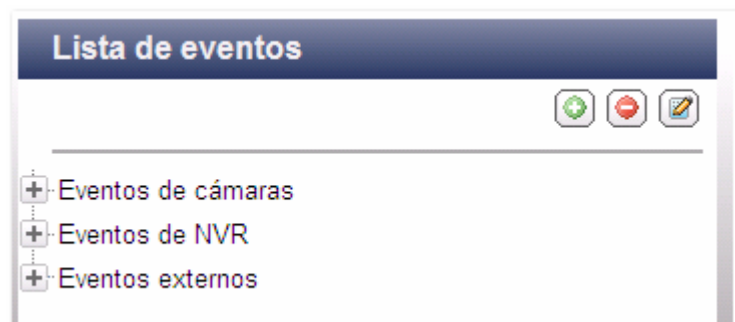 Lista de eventos
Eventos de cámaras
Eventos de NVR
Eventos externos